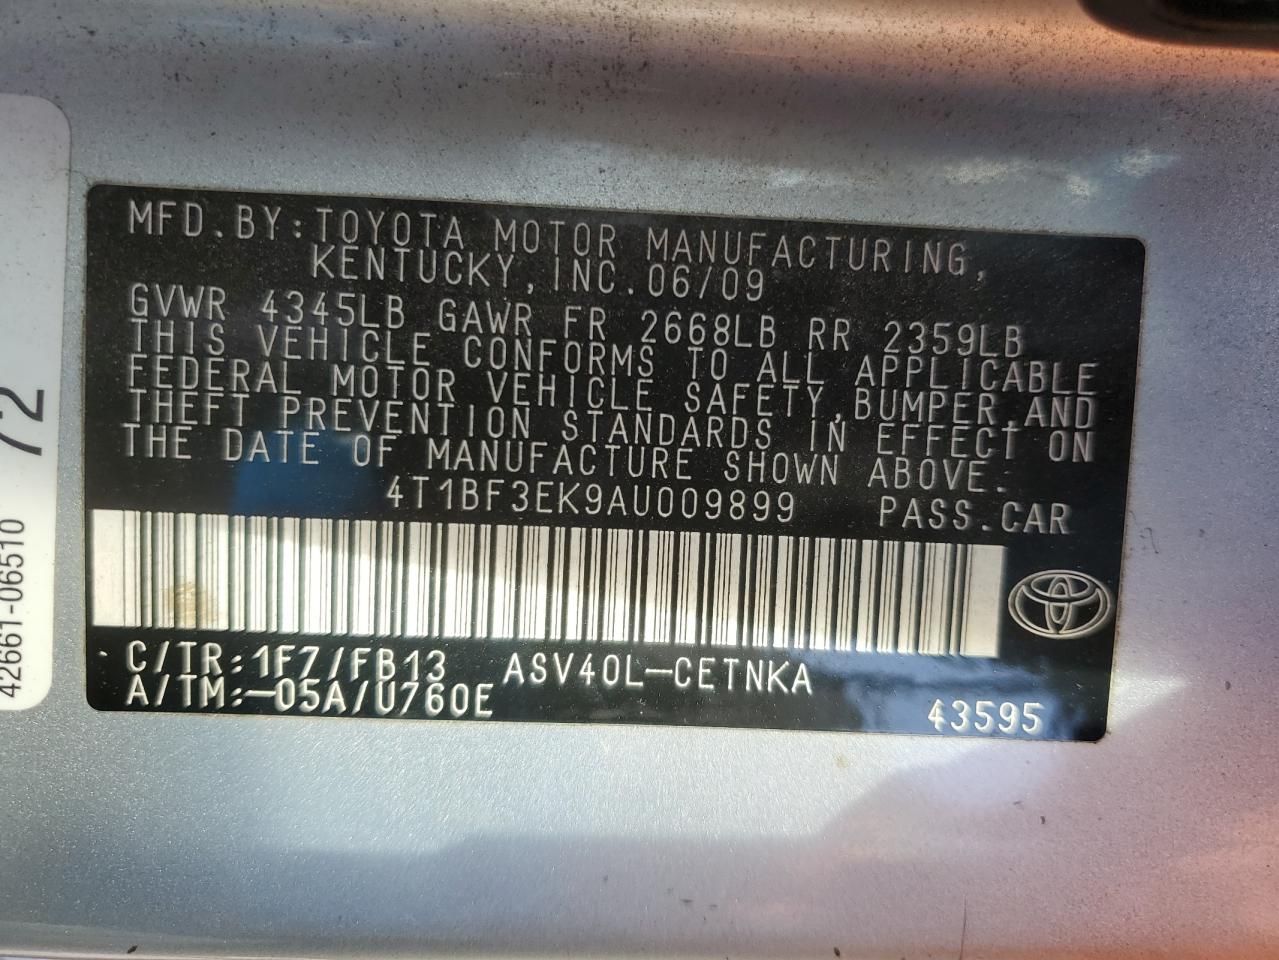 MFD.BY:TOYOTA MOTOR MANUFACTURING,
KENTUCKY,INC.06/09
GVWR 4345LB GAWR FR 2668LB RR 2359LB
THIS VEHICLE CONFORMS TO ALL APPLICABLE
FEDERAL MOTOR VEHICLE SAFETY,BUMPER,AND
THEFT PREVENTION STANDARDS IN EFFECT ON
THE DATE OF MANUFACTURE SHOWN ABOVE.
4T1BF3EK9AU009899 PASS.CAR
C/TR:1F7/FB13 ASV40L-CETNKA
A/TM:-05A/U760E 43595
42661-06510 72